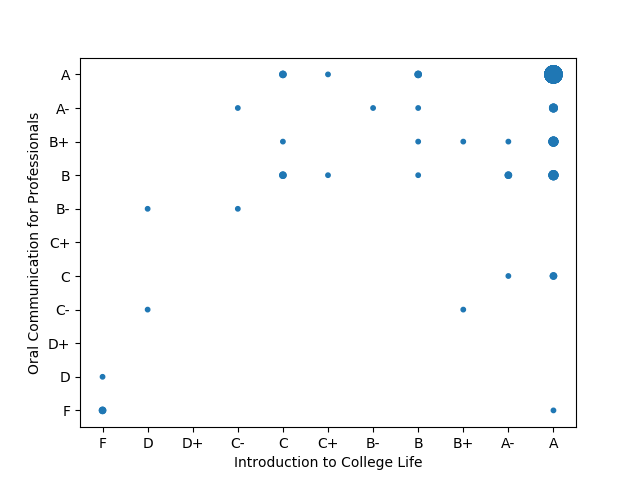 Oral Communication for Professionals
A
A-
B+
B
B-
C+
C
C-
D+
D
F
F D D+ C- C C+ B- B B+ A- A
Introduction to College Life